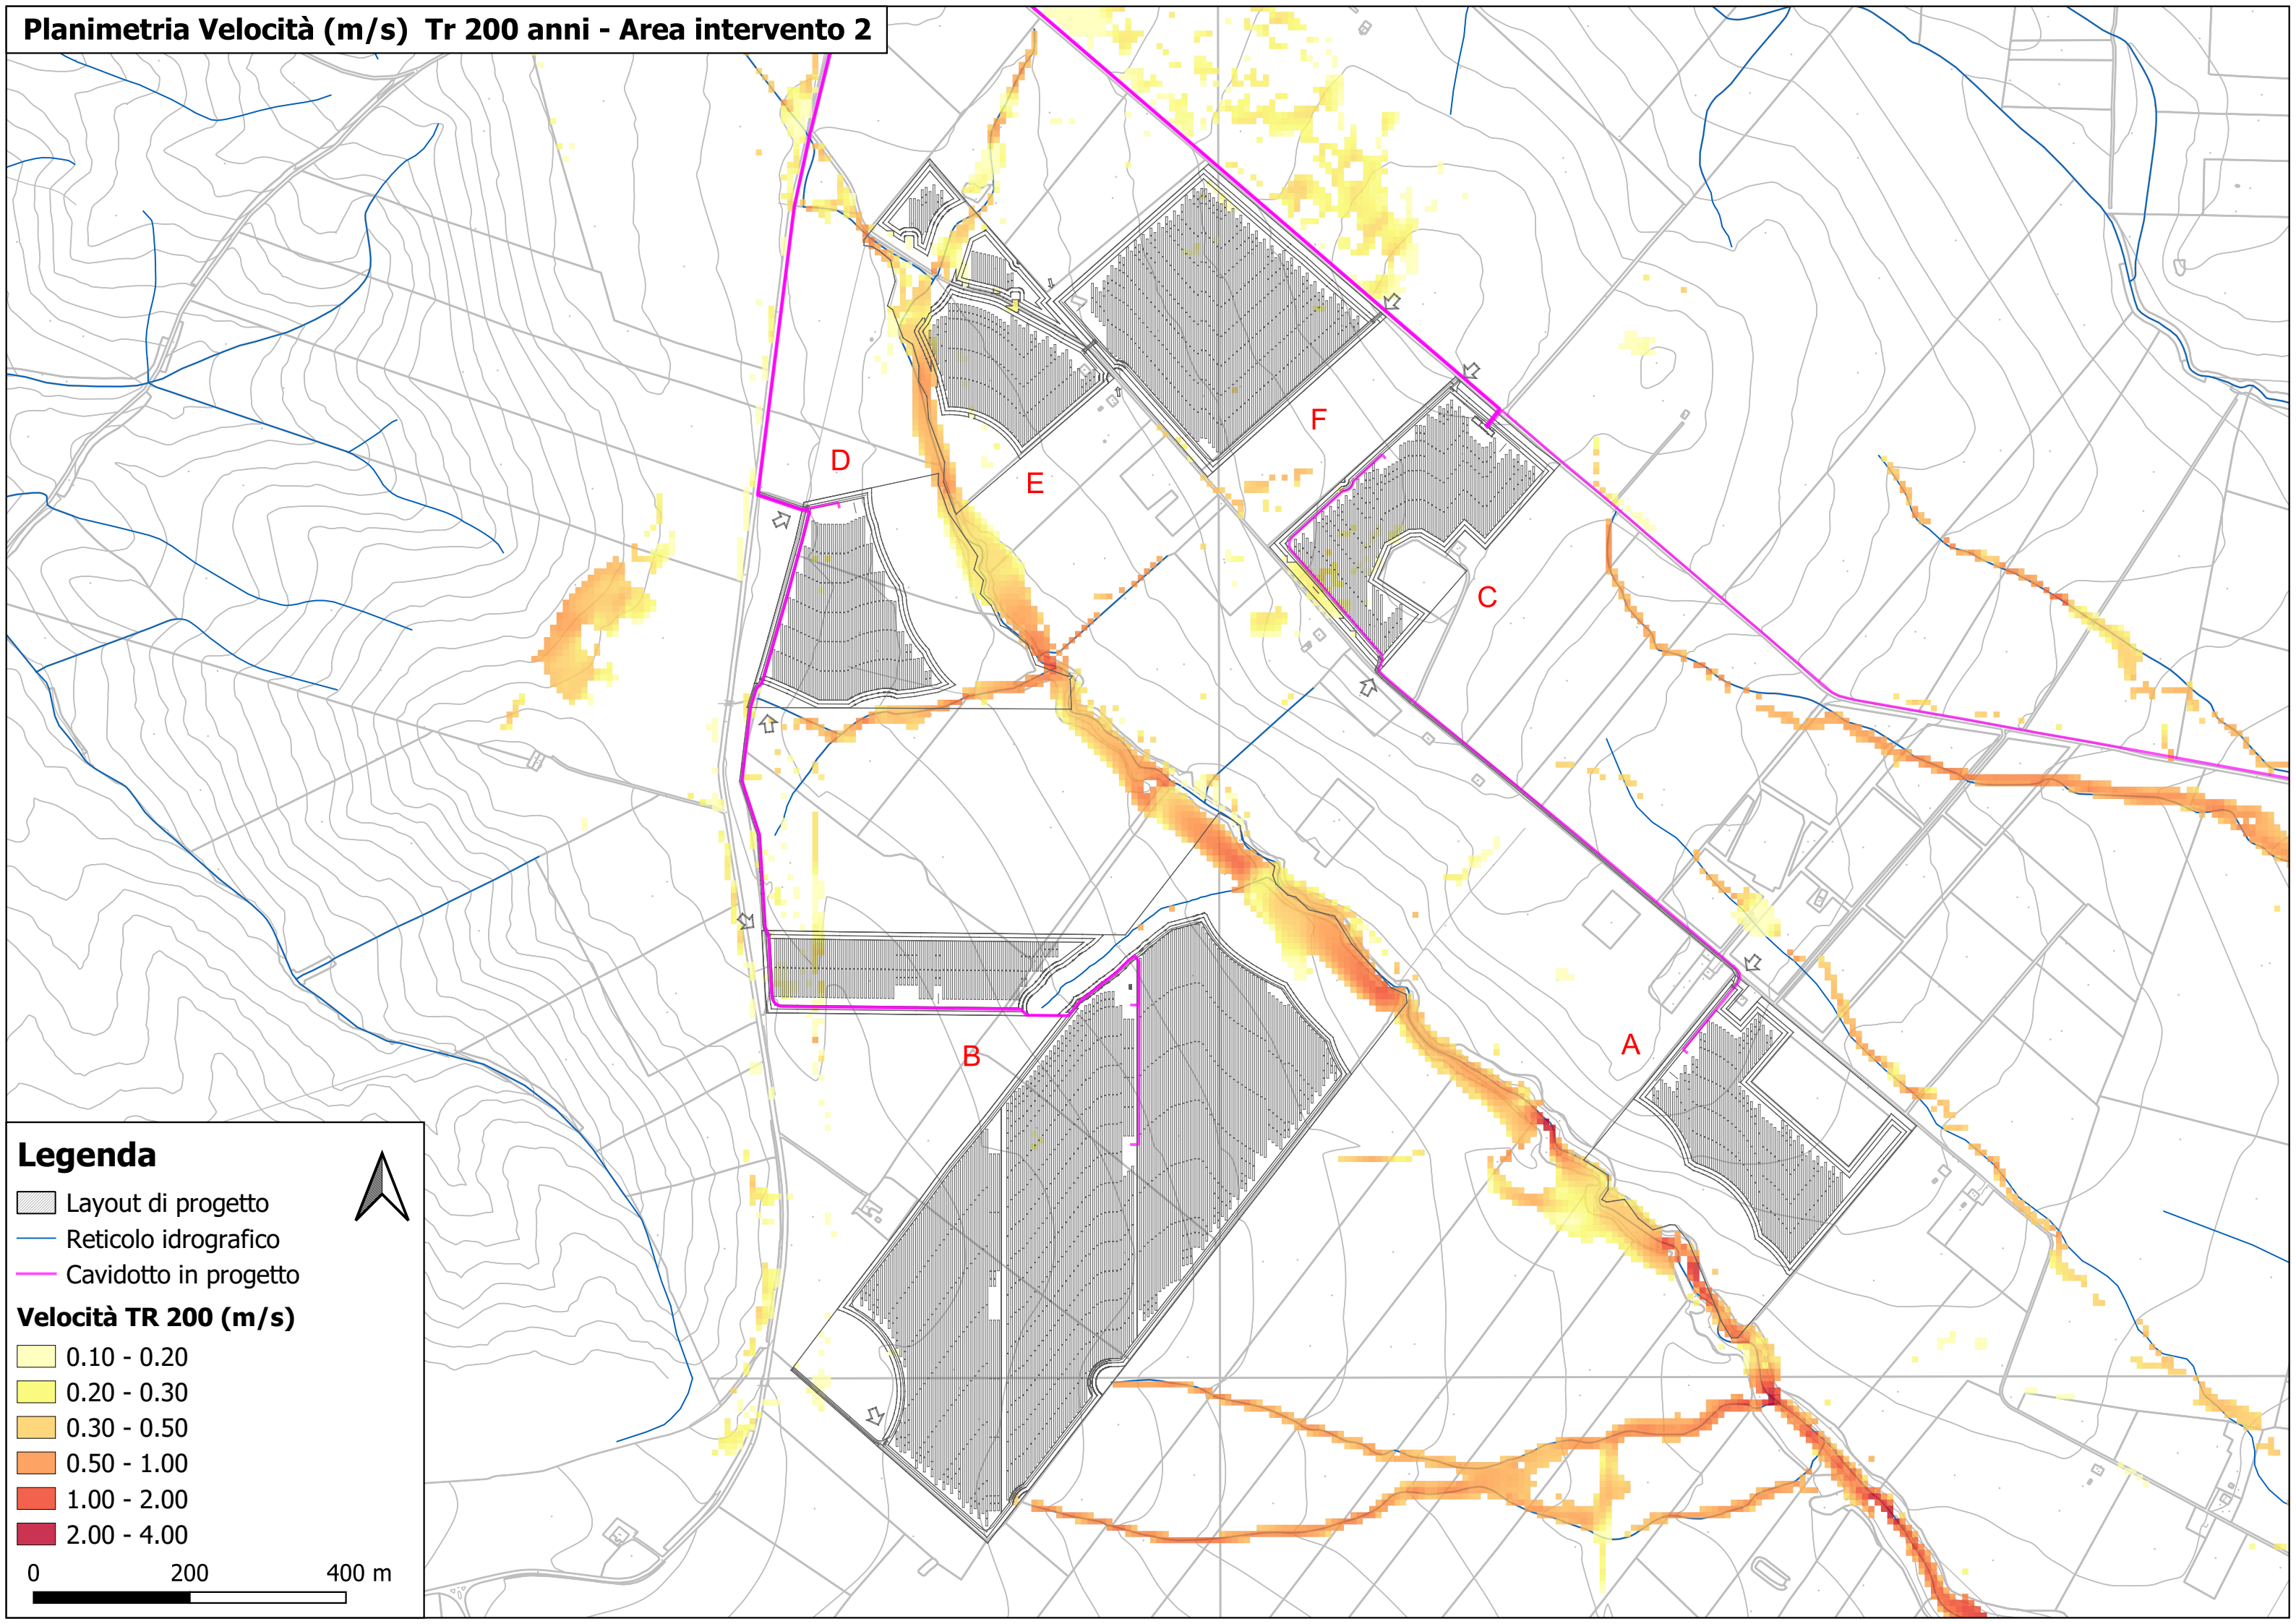 Planimetria Velocità (m/s)  Tr 200 anni - Area intervento 2
F
D
E
C
A
B
Legenda
Layout di progetto
Reticolo idrografico
Cavidotto in progetto
Velocità TR 200 (m/s)
0.10 - 0.20
0.20 - 0.30
0.30 - 0.50
0.50 - 1.00
1.00 - 2.00
2.00 - 4.00
0 200 400 m